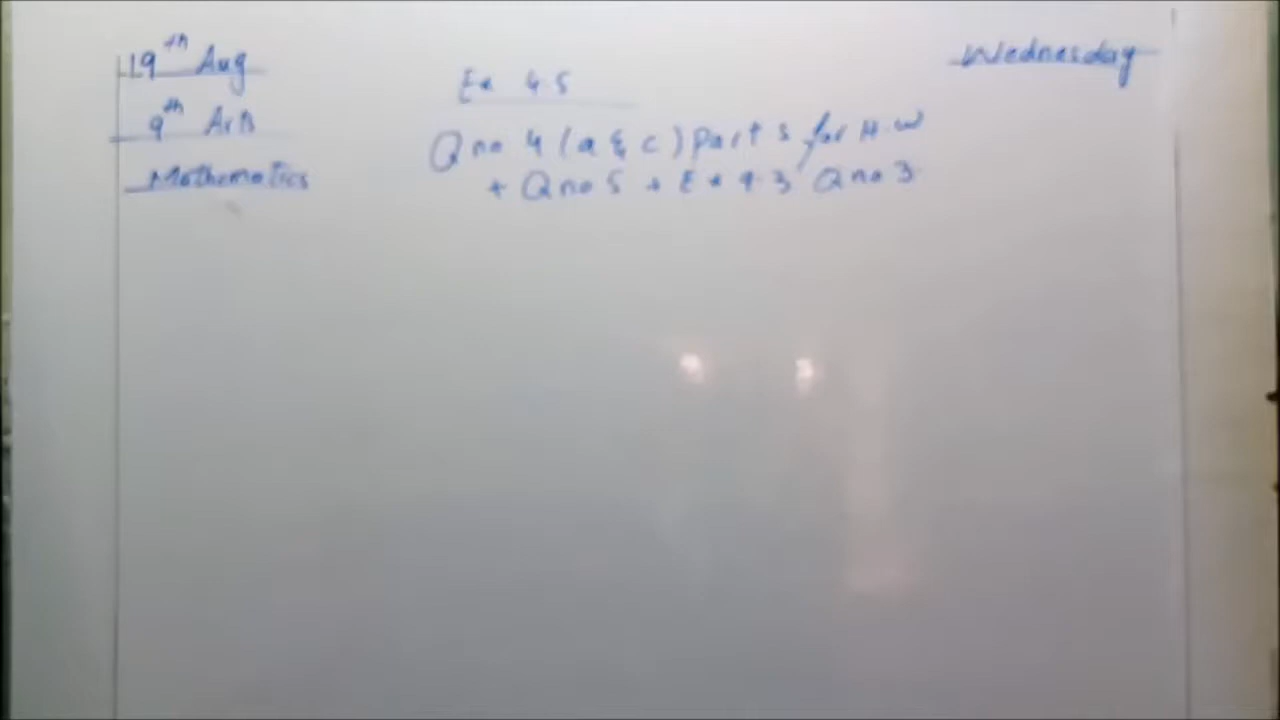 19th Aug
Wednesday
9th Arts
Mathematics
Ex 4.5
Q no 4 (a & c) parts for H.W
+ Q no 5 + Ex 4.3 Q no 3